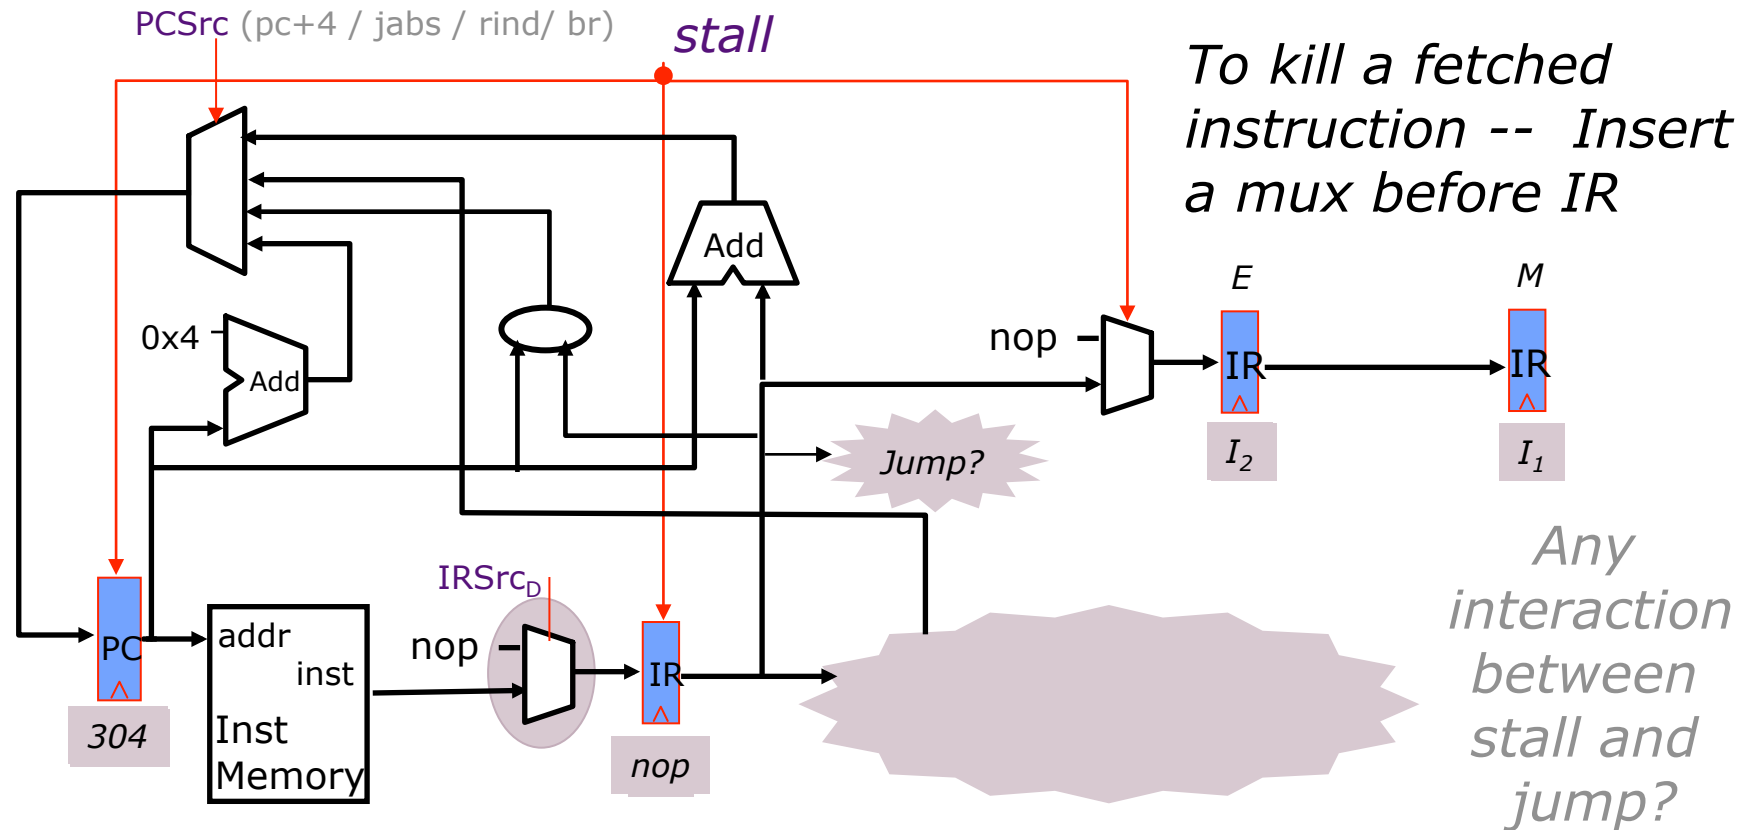 PCSrc (pc+4 / jabs / rind/ br)
stall
To kill a fetched
instruction -- Insert
a mux before IR
Add
E
M
0x4
Add
nop
IR
IR
Jump?
I2
I1
Any
interaction
between
stall and
jump?
IRSrcD
PC
addr
inst
Inst
Memory
nop
IR
304
nop